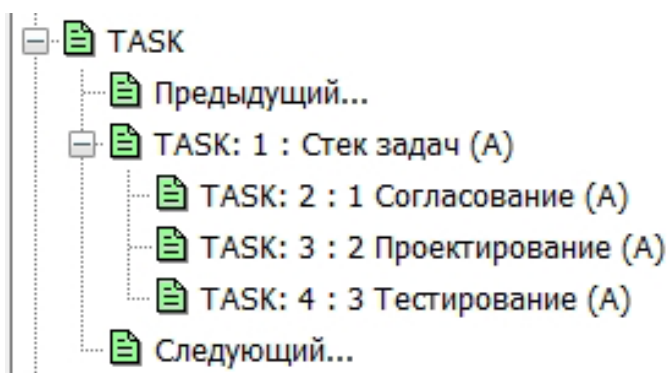 TASK
Предыдущий...
TASK: 1 : Стек задач (A)
TASK: 2 : 1 Согласование (A)
TASK: 3 : 2 Проектирование (A)
TASK: 4 : 3 Тестирование (A)
Следующий...